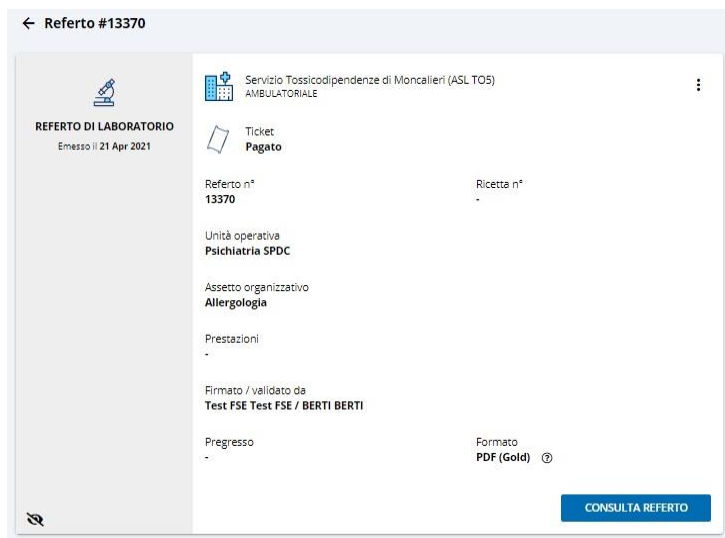 ← Referto #13370
REFERTO DI LABORATORIO
Emesso il 21 Apr 2021
Servizio Tossicodipendenze di Moncalieri (ASL TO5)
AMBULATORIALE
Ticket
Pagato
Referto n°
13370
Ricetta n°
-
Unità operativa
Psichiatria SPDC
Assetto organizzativo
Allergologia
Prestazioni
-
Firmato / validato da
Test FSE Test FSE / BERTI BERTI
Pregresso
-
Formato
PDF (Gold) ?
CONSULTA REFERTO